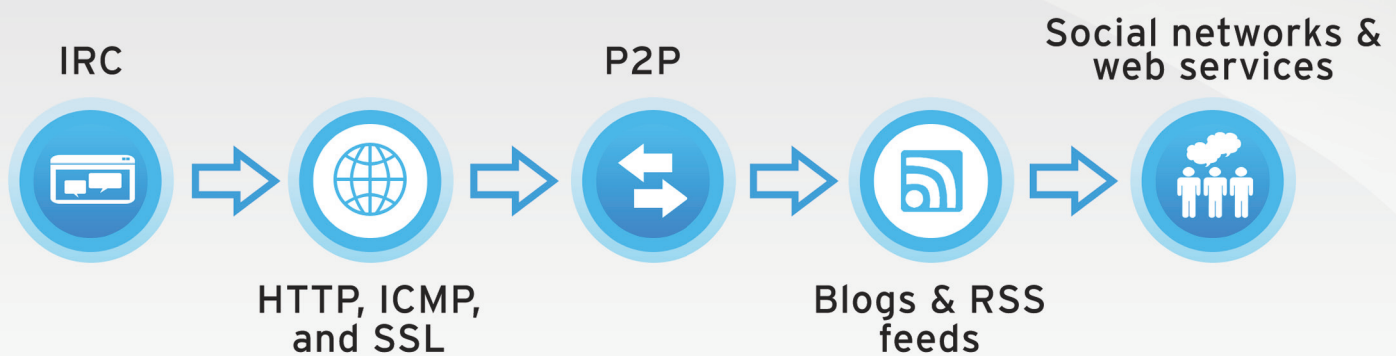 IRC
HTTP, ICMP,
and SSL
P2P
Blogs & RSS
feeds
Social networks &
web services